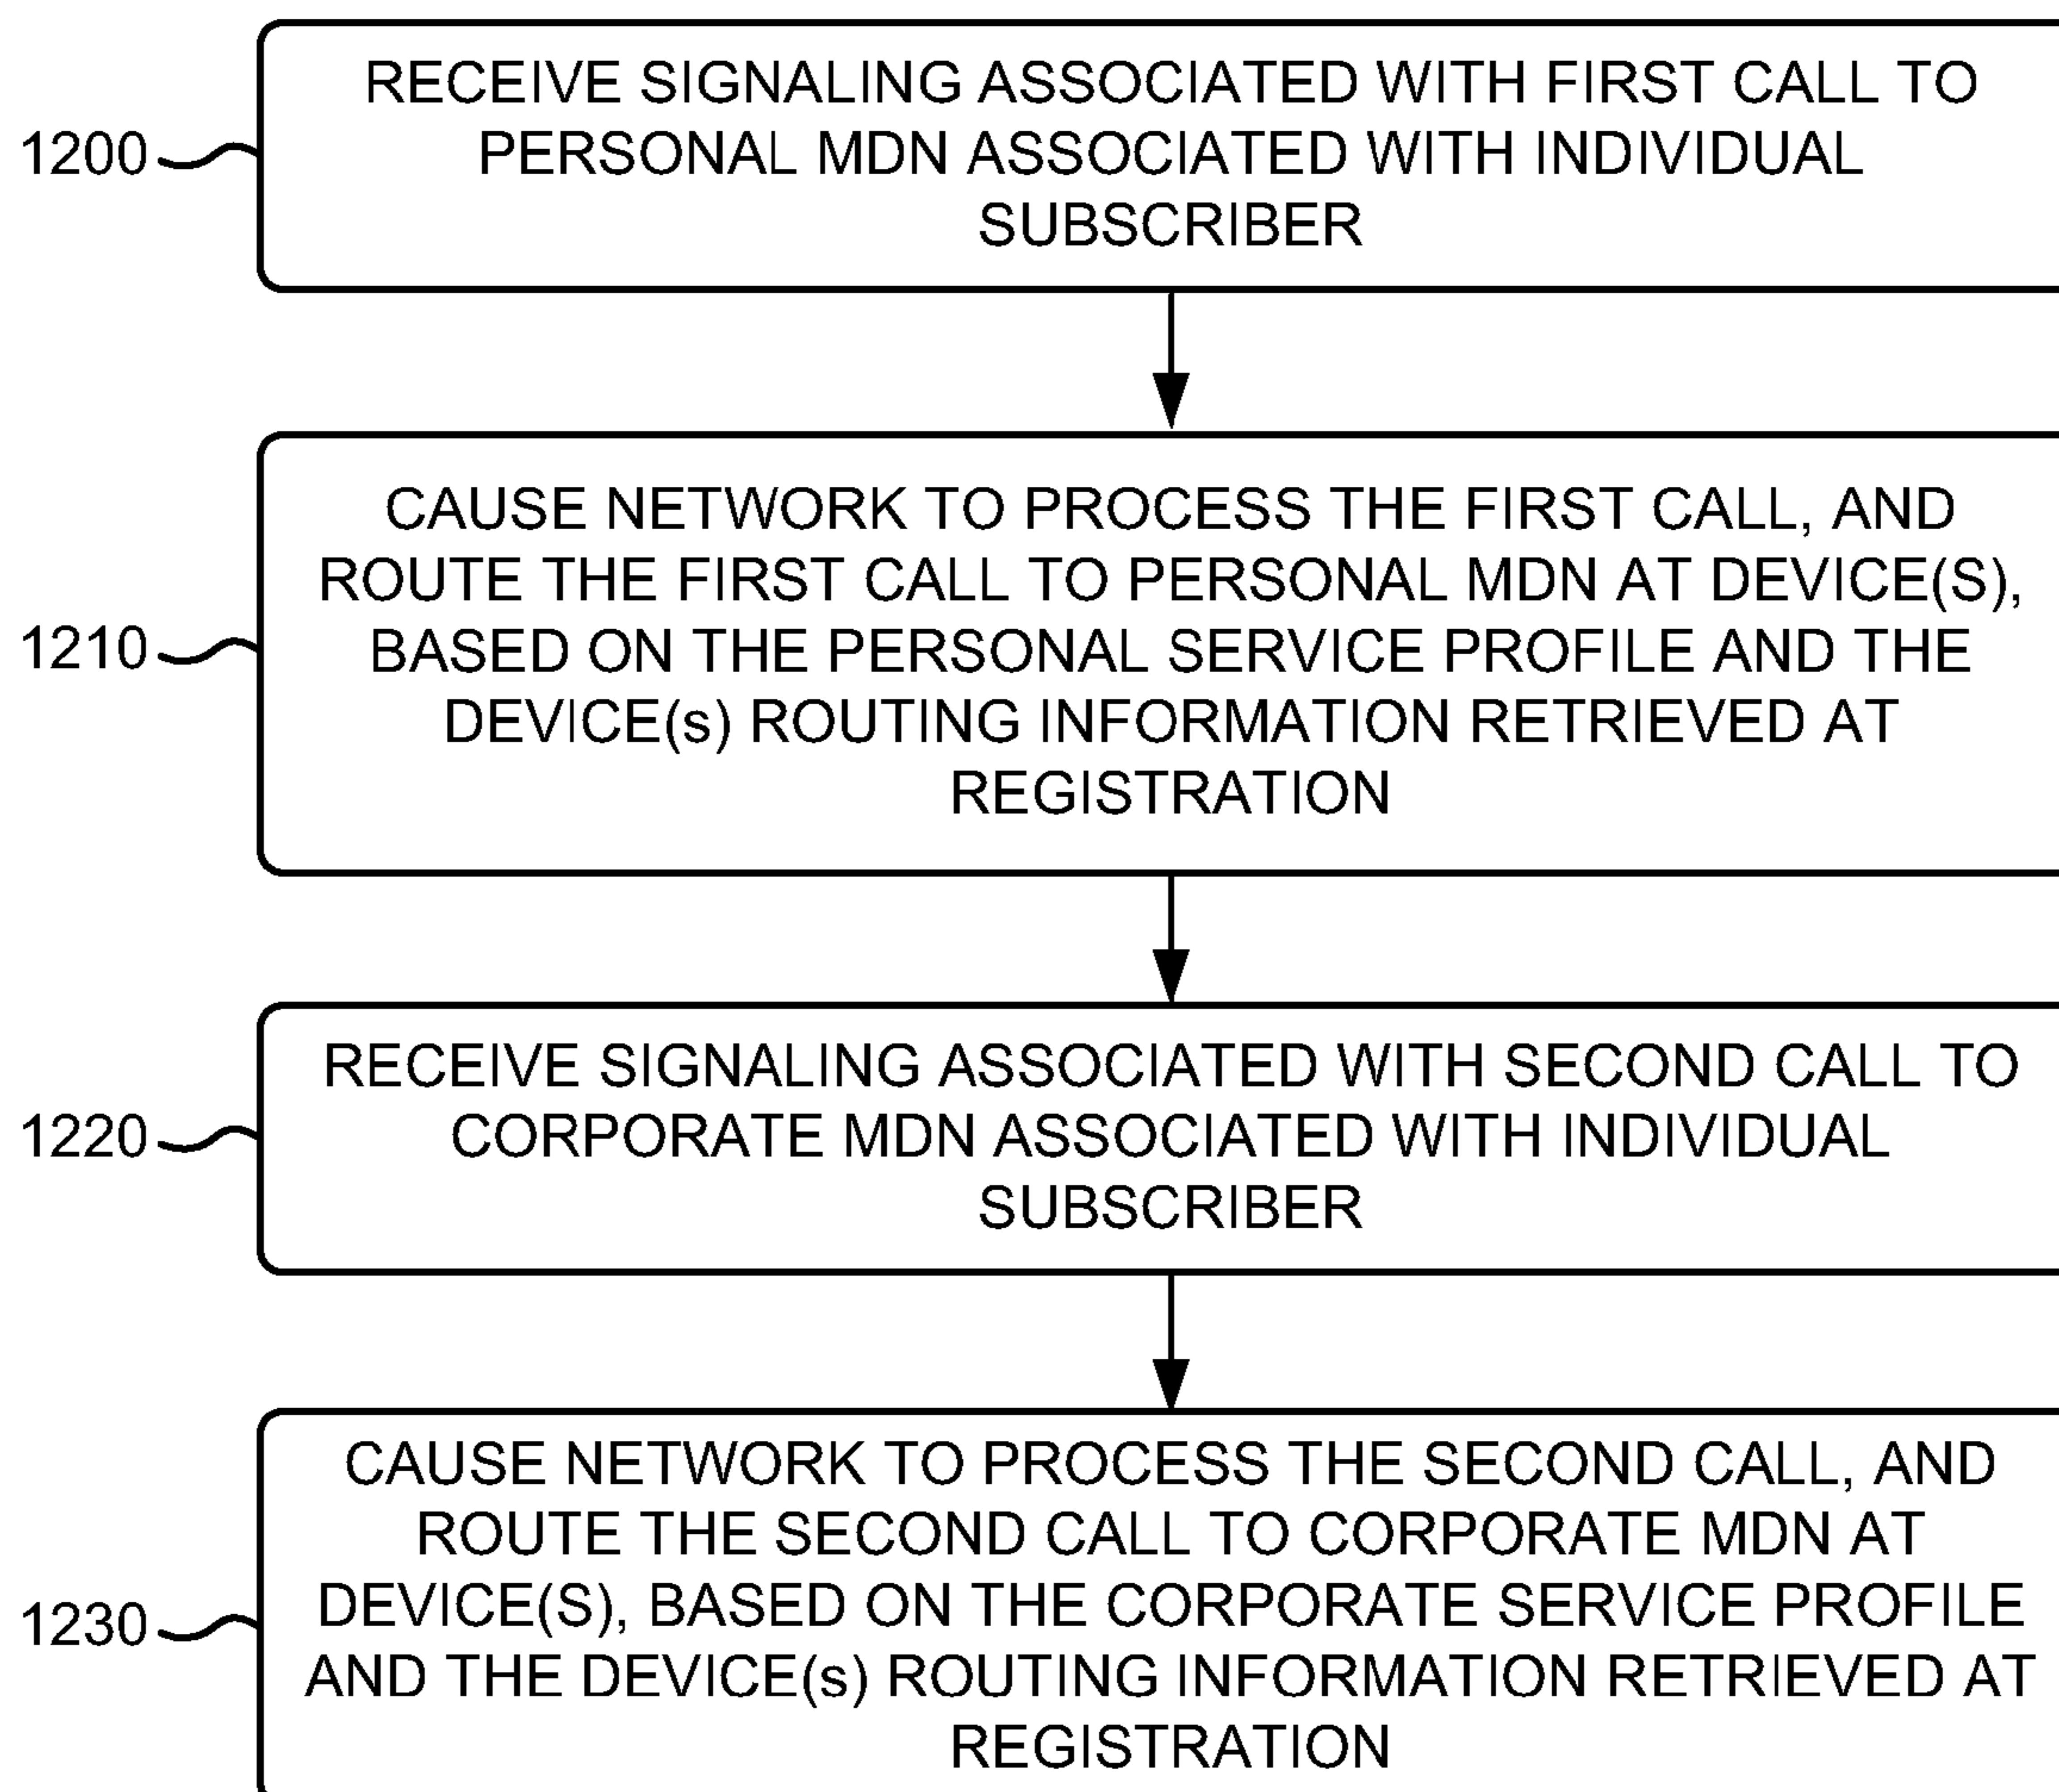 RECEIVE SIGNALING ASSOCIATED WITH FIRST CALL TO
1200
PERSONAL MDN ASSOCIATED WITH INDIVIDUAL
SUBSCRIBER
CAUSE NETWORK TO PROCESS THE FIRST CALL, AND
ROUTE THE FIRST CALL TO PERSONAL MDN AT DEVICE(S),
1210
BASED ON THE PERSONAL SERVICE PROFILE AND THE
DEVICE(s) ROUTING INFORMATION RETRIEVED AT
REGISTRATION
RECEIVE SIGNALING ASSOCIATED WITH SECOND CALL TO
1220
CORPORATE MDN ASSOCIATED WITH INDIVIDUAL
SUBSCRIBER
CAUSE NETWORK TO PROCESS THE SECOND CALL, AND
ROUTE THE SECOND CALL TO CORPORATE MDN AT
1230
DEVICE(S), BASED ON THE CORPORATE SERVICE PROFILE
AND THE DEVICE(s) ROUTING INFORMATION RETRIEVED AT
REGISTRATION